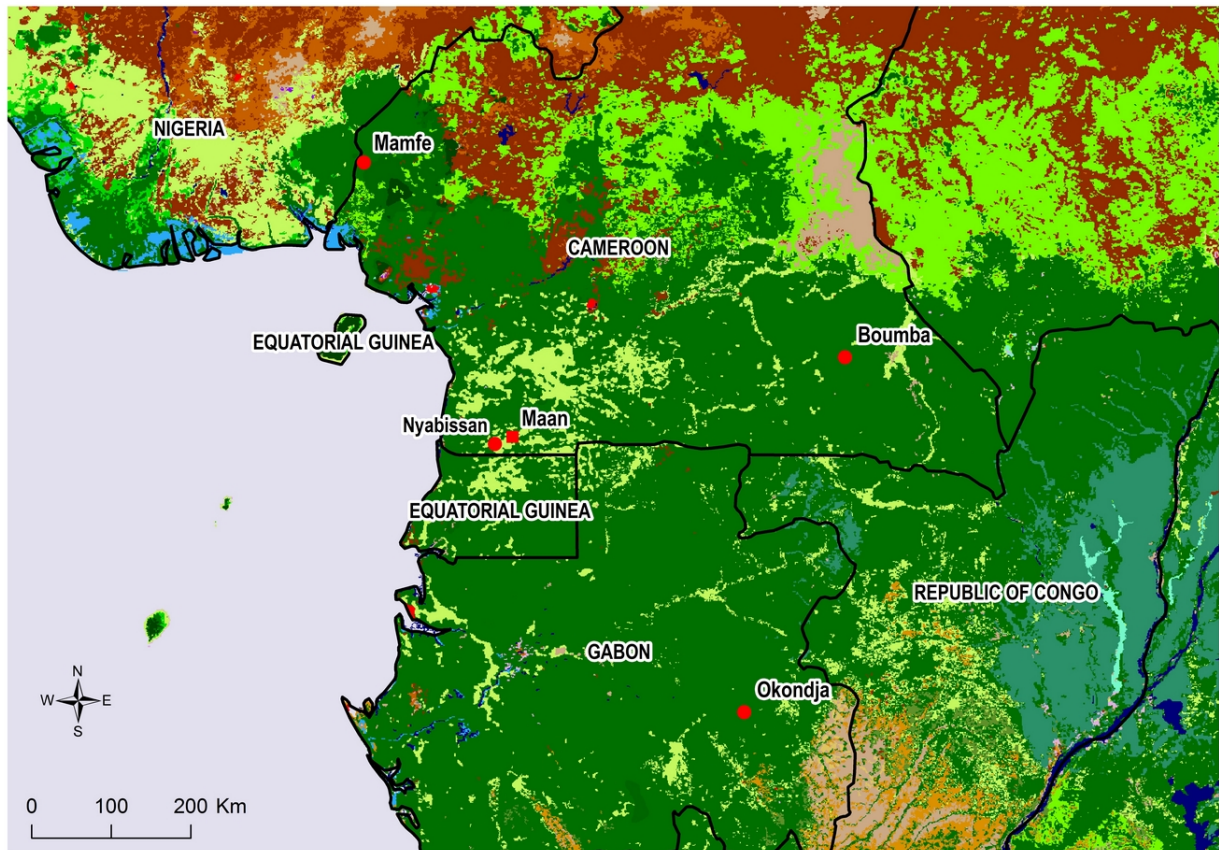 NIGERIA
Mamfe
CAMEROON
EQUATORIAL GUINEA
Boumba
Nyabissan
Maan
EQUATORIAL GUINEA
REPUBLIC OF CONGO
GABON
Okondja
N
W E
S
0 100 200 Km